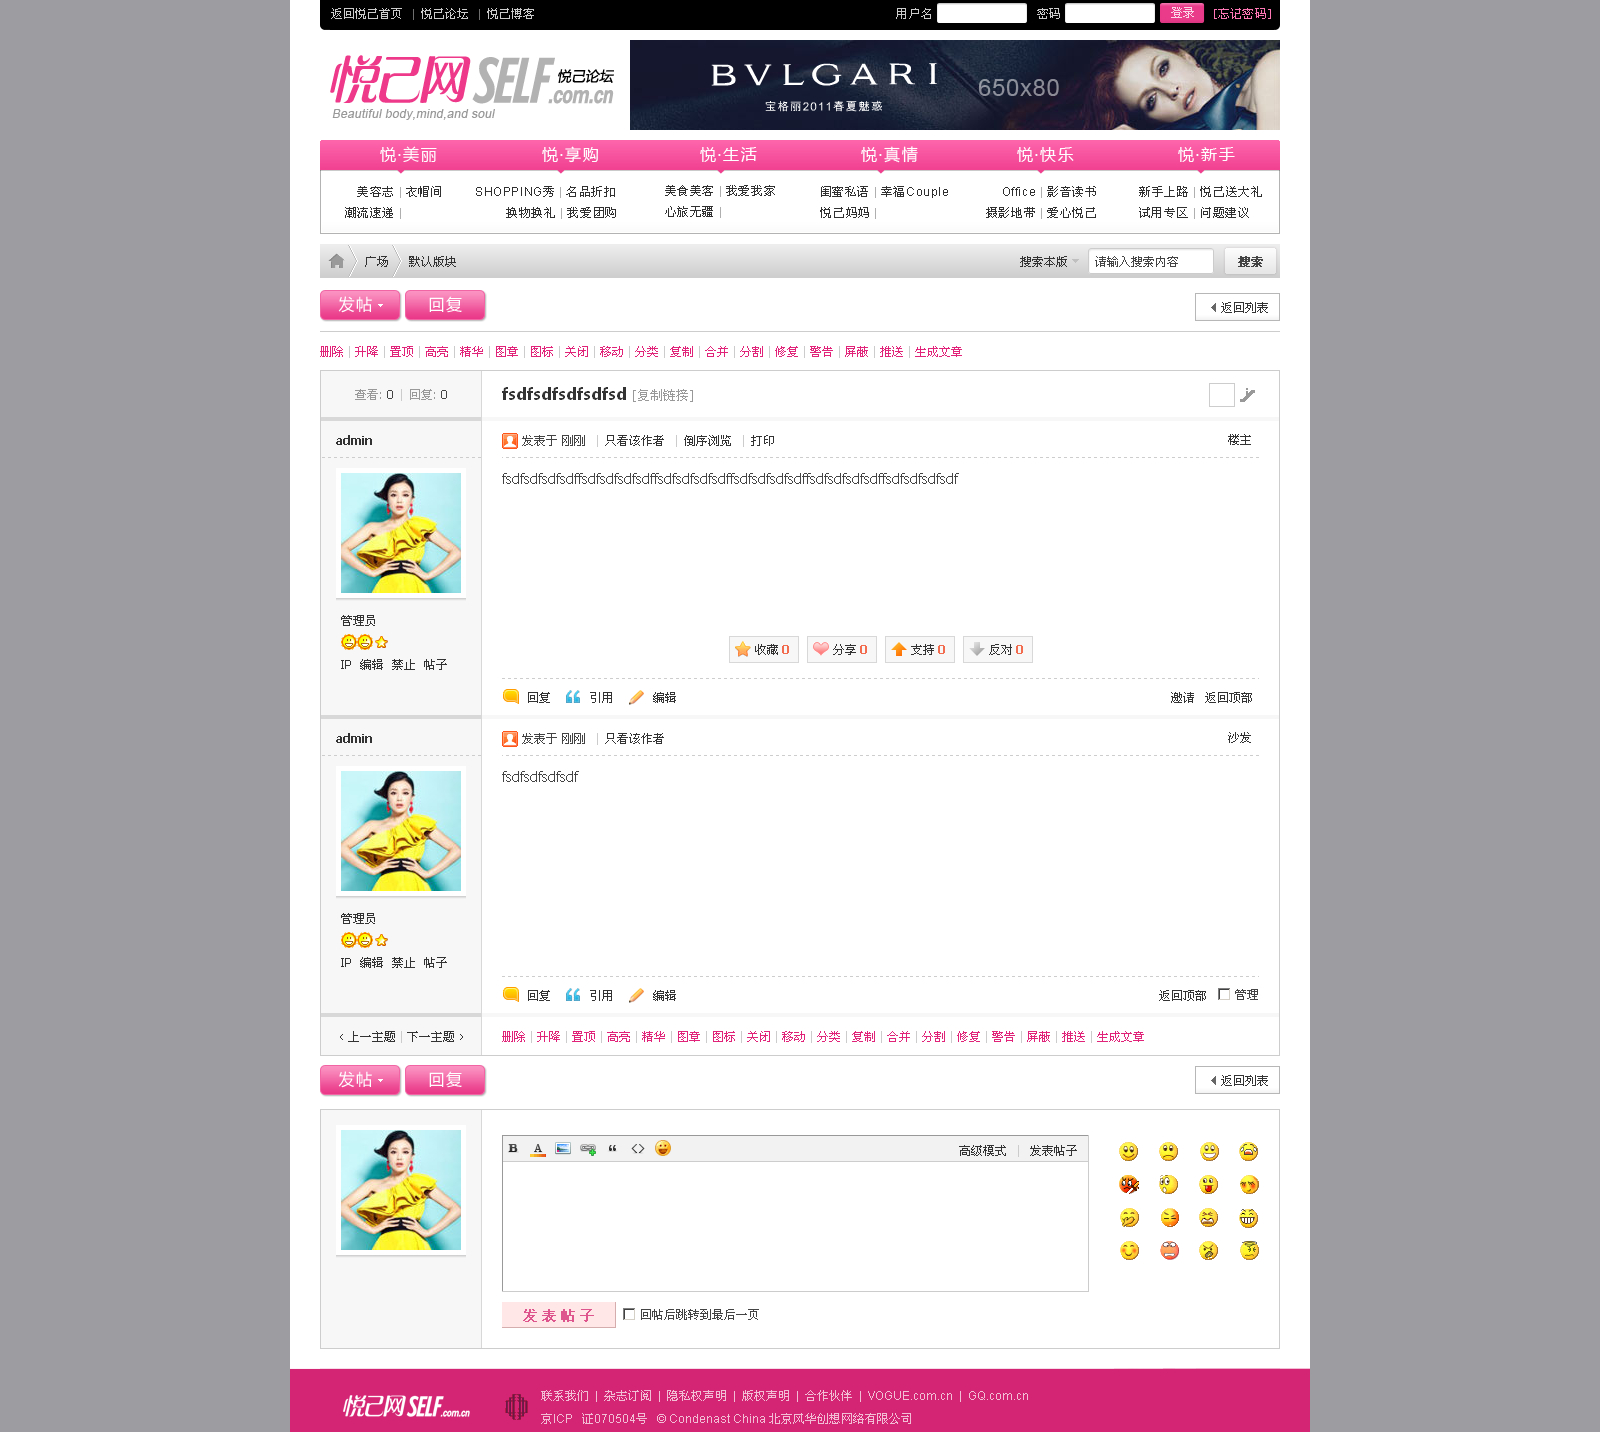 返回悦己首页 | 悦己论坛 | 悦己博客 用户名 密码 登录 [忘记密码]
悦己网SELF.com.cn 悦己论坛
Beautiful body,mind,and soul
BVLGARI
650x80
宝格丽2011春夏魅惑
悦·美丽 悦·享购 悦·生活 悦·真情 悦·快乐 悦·新手
美容志 | 衣帽间 SHOPPING秀 | 名品折扣 美食美客 | 我爱我家 闺蜜私语 | 幸福Couple Office | 影音读书 新手上路 | 悦己送大礼
潮流速递 | 换物换礼 | 我爱团购 心旅无疆 | 悦己妈妈 | 摄影地带 | 爱心悦己 试用专区 | 问题建议
广场 默认版块 搜索本版 请输入搜索内容 搜索
发帖 回复 返回列表
删除 | 升降 | 置顶 | 高亮 | 精华 | 图章 | 图标 | 关闭 | 移动 | 分类 | 复制 | 合并 | 分割 | 修复 | 警告 | 屏蔽 | 推送 | 生成文章
查看: 0 | 回复: 0 fsdfsdfsdfsdfsd [复制链接]
admin 发表于 刚刚 | 只看该作者 | 倒序浏览 | 打印 楼主
fsdfsdfsdfsdffsdfsdfsdfsdffsdfsdfsdfsdffsdfsdfsdfsdffsdfsdfsdfsdffsdfsdfsdfsdf
管理员
IP 编辑 禁止 帖子
收藏 0 分享 0 支持 0 反对 0
回复 引用 编辑 邀请 返回顶部
admin 发表于 刚刚 | 只看该作者 沙发
fsdfsdfsdfsdf
管理员
IP 编辑 禁止 帖子
回复 引用 编辑 返回顶部 管理
‹ 上一主题 | 下一主题 › 删除 | 升降 | 置顶 | 高亮 | 精华 | 图章 | 图标 | 关闭 | 移动 | 分类 | 复制 | 合并 | 分割 | 修复 | 警告 | 屏蔽 | 推送 | 生成文章
发帖 回复 返回列表
B A “ <> 高级模式 | 发表帖子
发表帖子 回帖后跳转到最后一页
悦己网SELF.com.cn
联系我们 | 杂志订阅 | 隐私权声明 | 版权声明 | 合作伙伴 | VOGUE.com.cn | GQ.com.cn
京ICP 证070504号 © Condenast China 北京风华创想网络有限公司